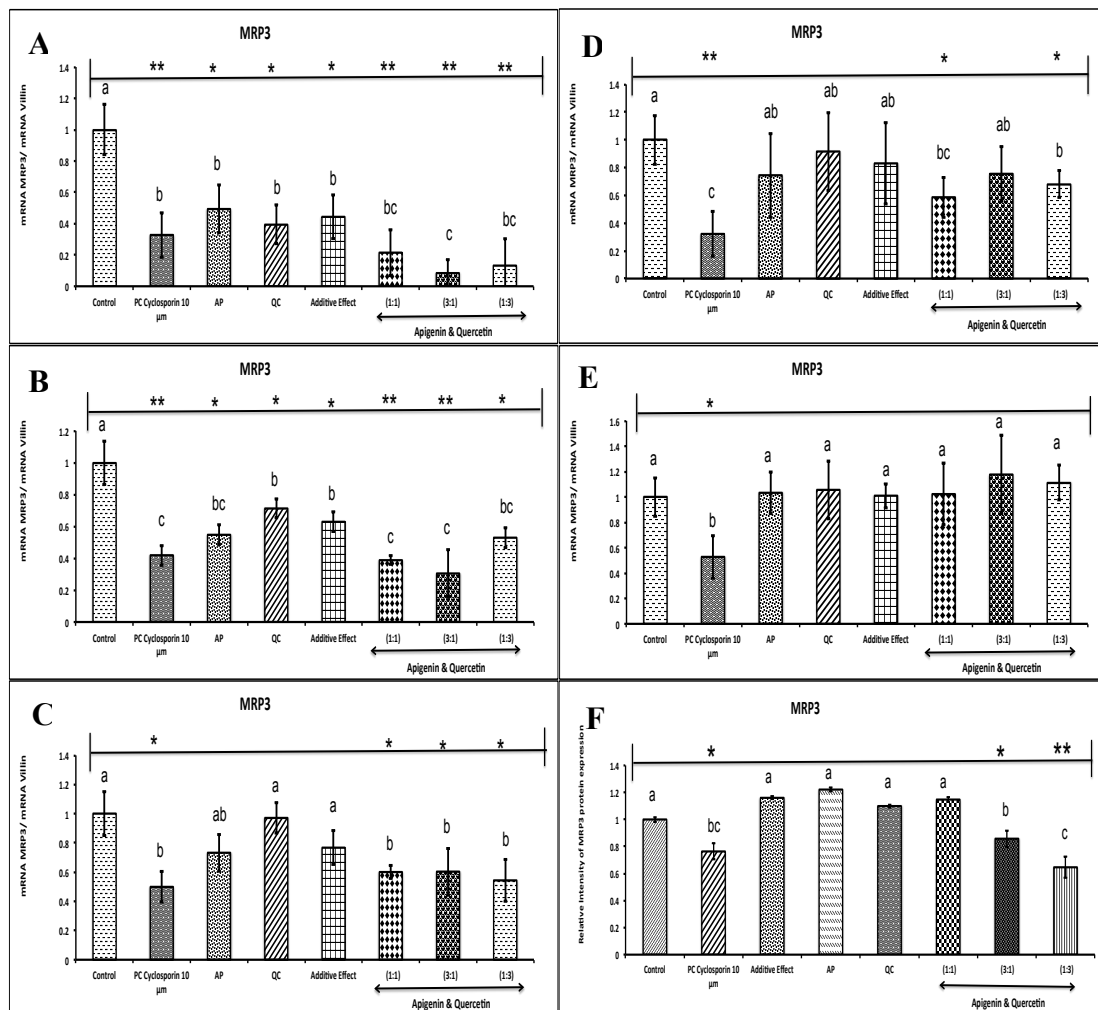 A
MRP3
** * * * ** ** **
mRNA MRP3/ mRNA Villin
1.4
1.2
1
0.8
0.6
0.4
0.2
0
a b b b b bc c bc
Control PC Cyclosporin 10 µm AP QC Additive Effect (1:1) (3:1) (1:3)
Apigenin & Quercetin
D
MRP3
** * *
mRNA MRP3/ mRNA Villin
1.4
1.2
1
0.8
0.6
0.4
0.2
0
a c ab ab ab bc ab b
Control PC Cyclosporin 10 µm AP QC Additive Effect (1:1) (3:1) (1:3)
Apigenin & Quercetin
B
MRP3
** * * * ** ** *
mRNA MRP3/ mRNA Villin
1.2
1
0.8
0.6
0.4
0.2
0
a c bc b b c c bc
Control PC Cyclosporin 10 µm AP QC Additive Effect (1:1) (3:1) (1:3)
Apigenin & Quercetin
E
MRP3
*
mRNA MRP3/ mRNA Villin
1.6
1.4
1.2
1
0.8
0.6
0.4
0.2
0
a b a a a a a a
Control PC Cyclosporin 10 µm AP QC Additive Effect (1:1) (3:1) (1:3)
Apigenin & Quercetin
C
MRP3
* * * *
mRNA MRP3/ mRNA Villin
1.4
1.2
1
0.8
0.6
0.4
0.2
0
a b ab a a b b b
Control PC Cyclosporin 10 µm AP QC Additive Effect (1:1) (3:1) (1:3)
Apigenin & Quercetin
F
MRP3
* * **
Relative Intensity of MRP3 protein expression
1.4
1.2
1
0.8
0.6
0.4
0.2
0
a bc a a a a b c
Control PC Cyclosporin 10 µm Additive Effect AP QC (1:1) (3:1) (1:3)
Apigenin & Quercetin